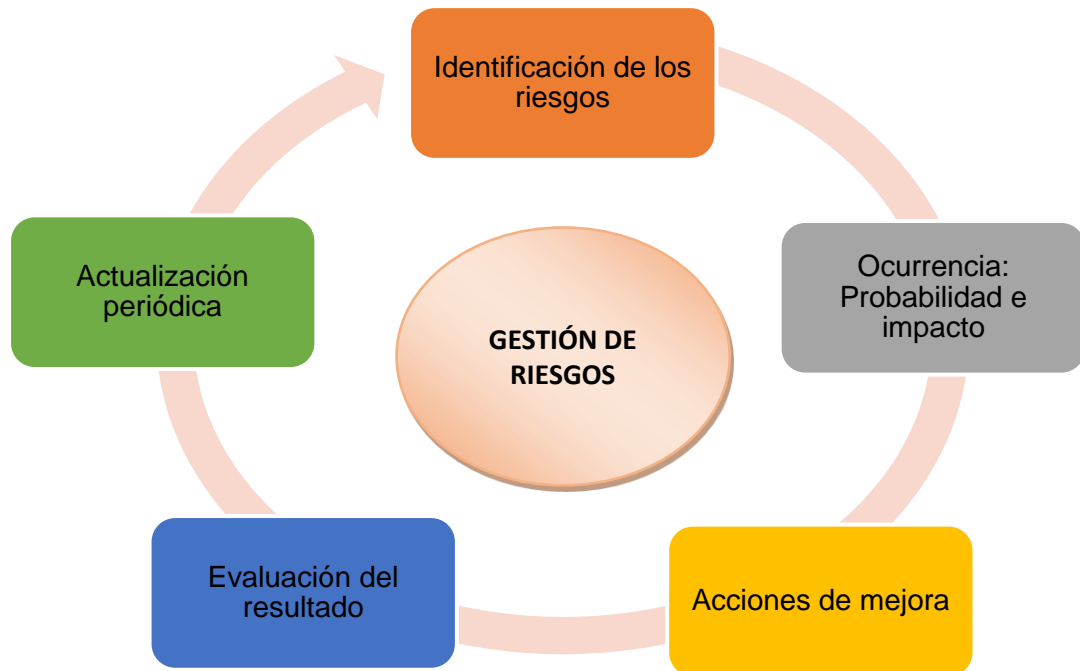 Identificación de los
riesgos
Ocurrencia:
Probabilidad e
impacto
Acciones de mejora
Evaluación del
resultado
Actualización
periódica
GESTIÓN DE
RIESGOS